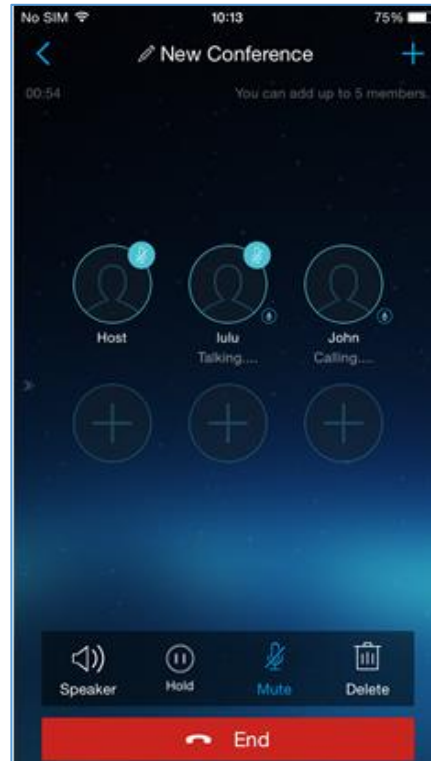 No SIM 10:13 75%
New Conference
00:54 You can add up to 5 members.
Host lulu John
Talking.... Calling....
Speaker Hold Mute Delete
End